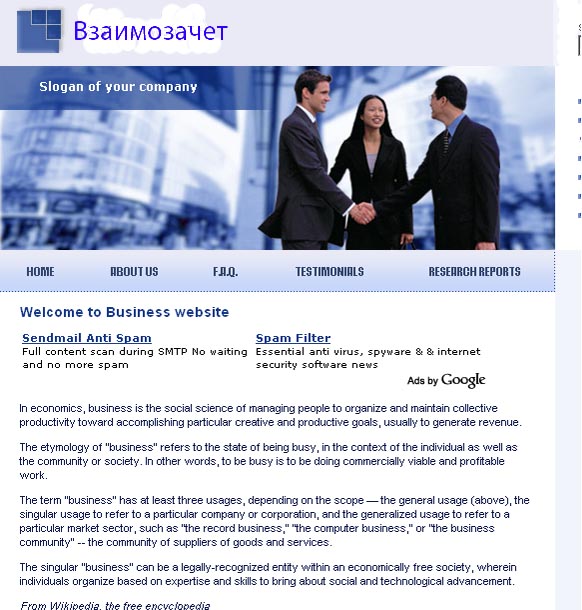 Взаимозачет
Slogan of your company
HOME ABOUT US F.A.Q. TESTIMONIALS RESEARCH REPORTS
Welcome to Business website
Sendmail Anti Spam
Full content scan during SMTP No waiting
and no more spam
Spam Filter
Essential anti virus, spyware & & internet
security software news
Ads by Google
In economics, business is the social science of managing people to organize and maintain collective
productivity toward accomplishing particular creative and productive goals, usually to generate revenue.
The etymology of "business" refers to the state of being busy, in the context of the individual as well as
the community or society. In other words, to be busy is to be doing commercially viable and profitable
work.
The term "business" has at least three usages, depending on the scope — the general usage (above), the
singular usage to refer to a particular company or corporation, and the generalized usage to refer to a
particular market sector, such as "the record business," "the computer business," or "the business
community" -- the community of suppliers of goods and services.
The singular "business" can be a legally-recognized entity within an economically free society, wherein
individuals organize based on expertise and skills to bring about social and technological advancement.
From Wikipedia, the free encyclopedia